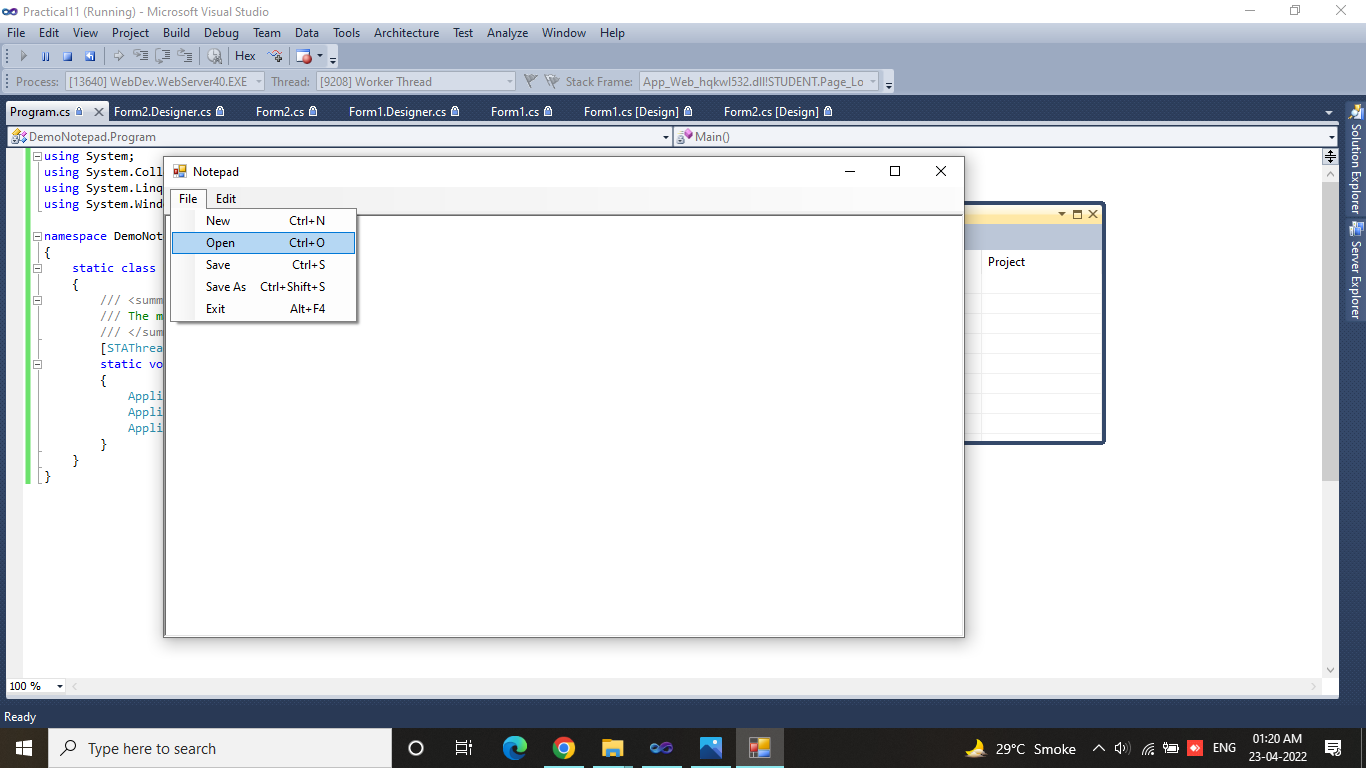 Practical11 (Running) - Microsoft Visual Studio
File Edit View Project Build Debug Team Data Tools Architecture Test Analyze Window Help
Hex
Process: [13640] WebDev.WebServer40.EXE Thread: [9208] Worker Thread Stack Frame: App_Web_hqkwl532.dll!STUDENT.Page_Lo
Program.cs Form2.Designer.cs Form2.cs Form1.Designer.cs Form1.cs Form1.cs [Design] Form2.cs [Design]
DemoNotepad.Program Main()
using System;
using System.Coll
using System.Linq
using System.Wind
namespace DemoNot
{
static class
{
/// <summ
/// The m
/// </sum
[STAThrea
static vo
{
Appli
Appli
Appli
}
}
}
Notepad
File Edit
New Ctrl+N
Open Ctrl+O
Save Ctrl+S
Save As Ctrl+Shift+S
Exit Alt+F4
Project
Solution Explorer
Server Explorer
100 %
Ready
Type here to search
29°C Smoke
ENG
01:20 AM
23-04-2022